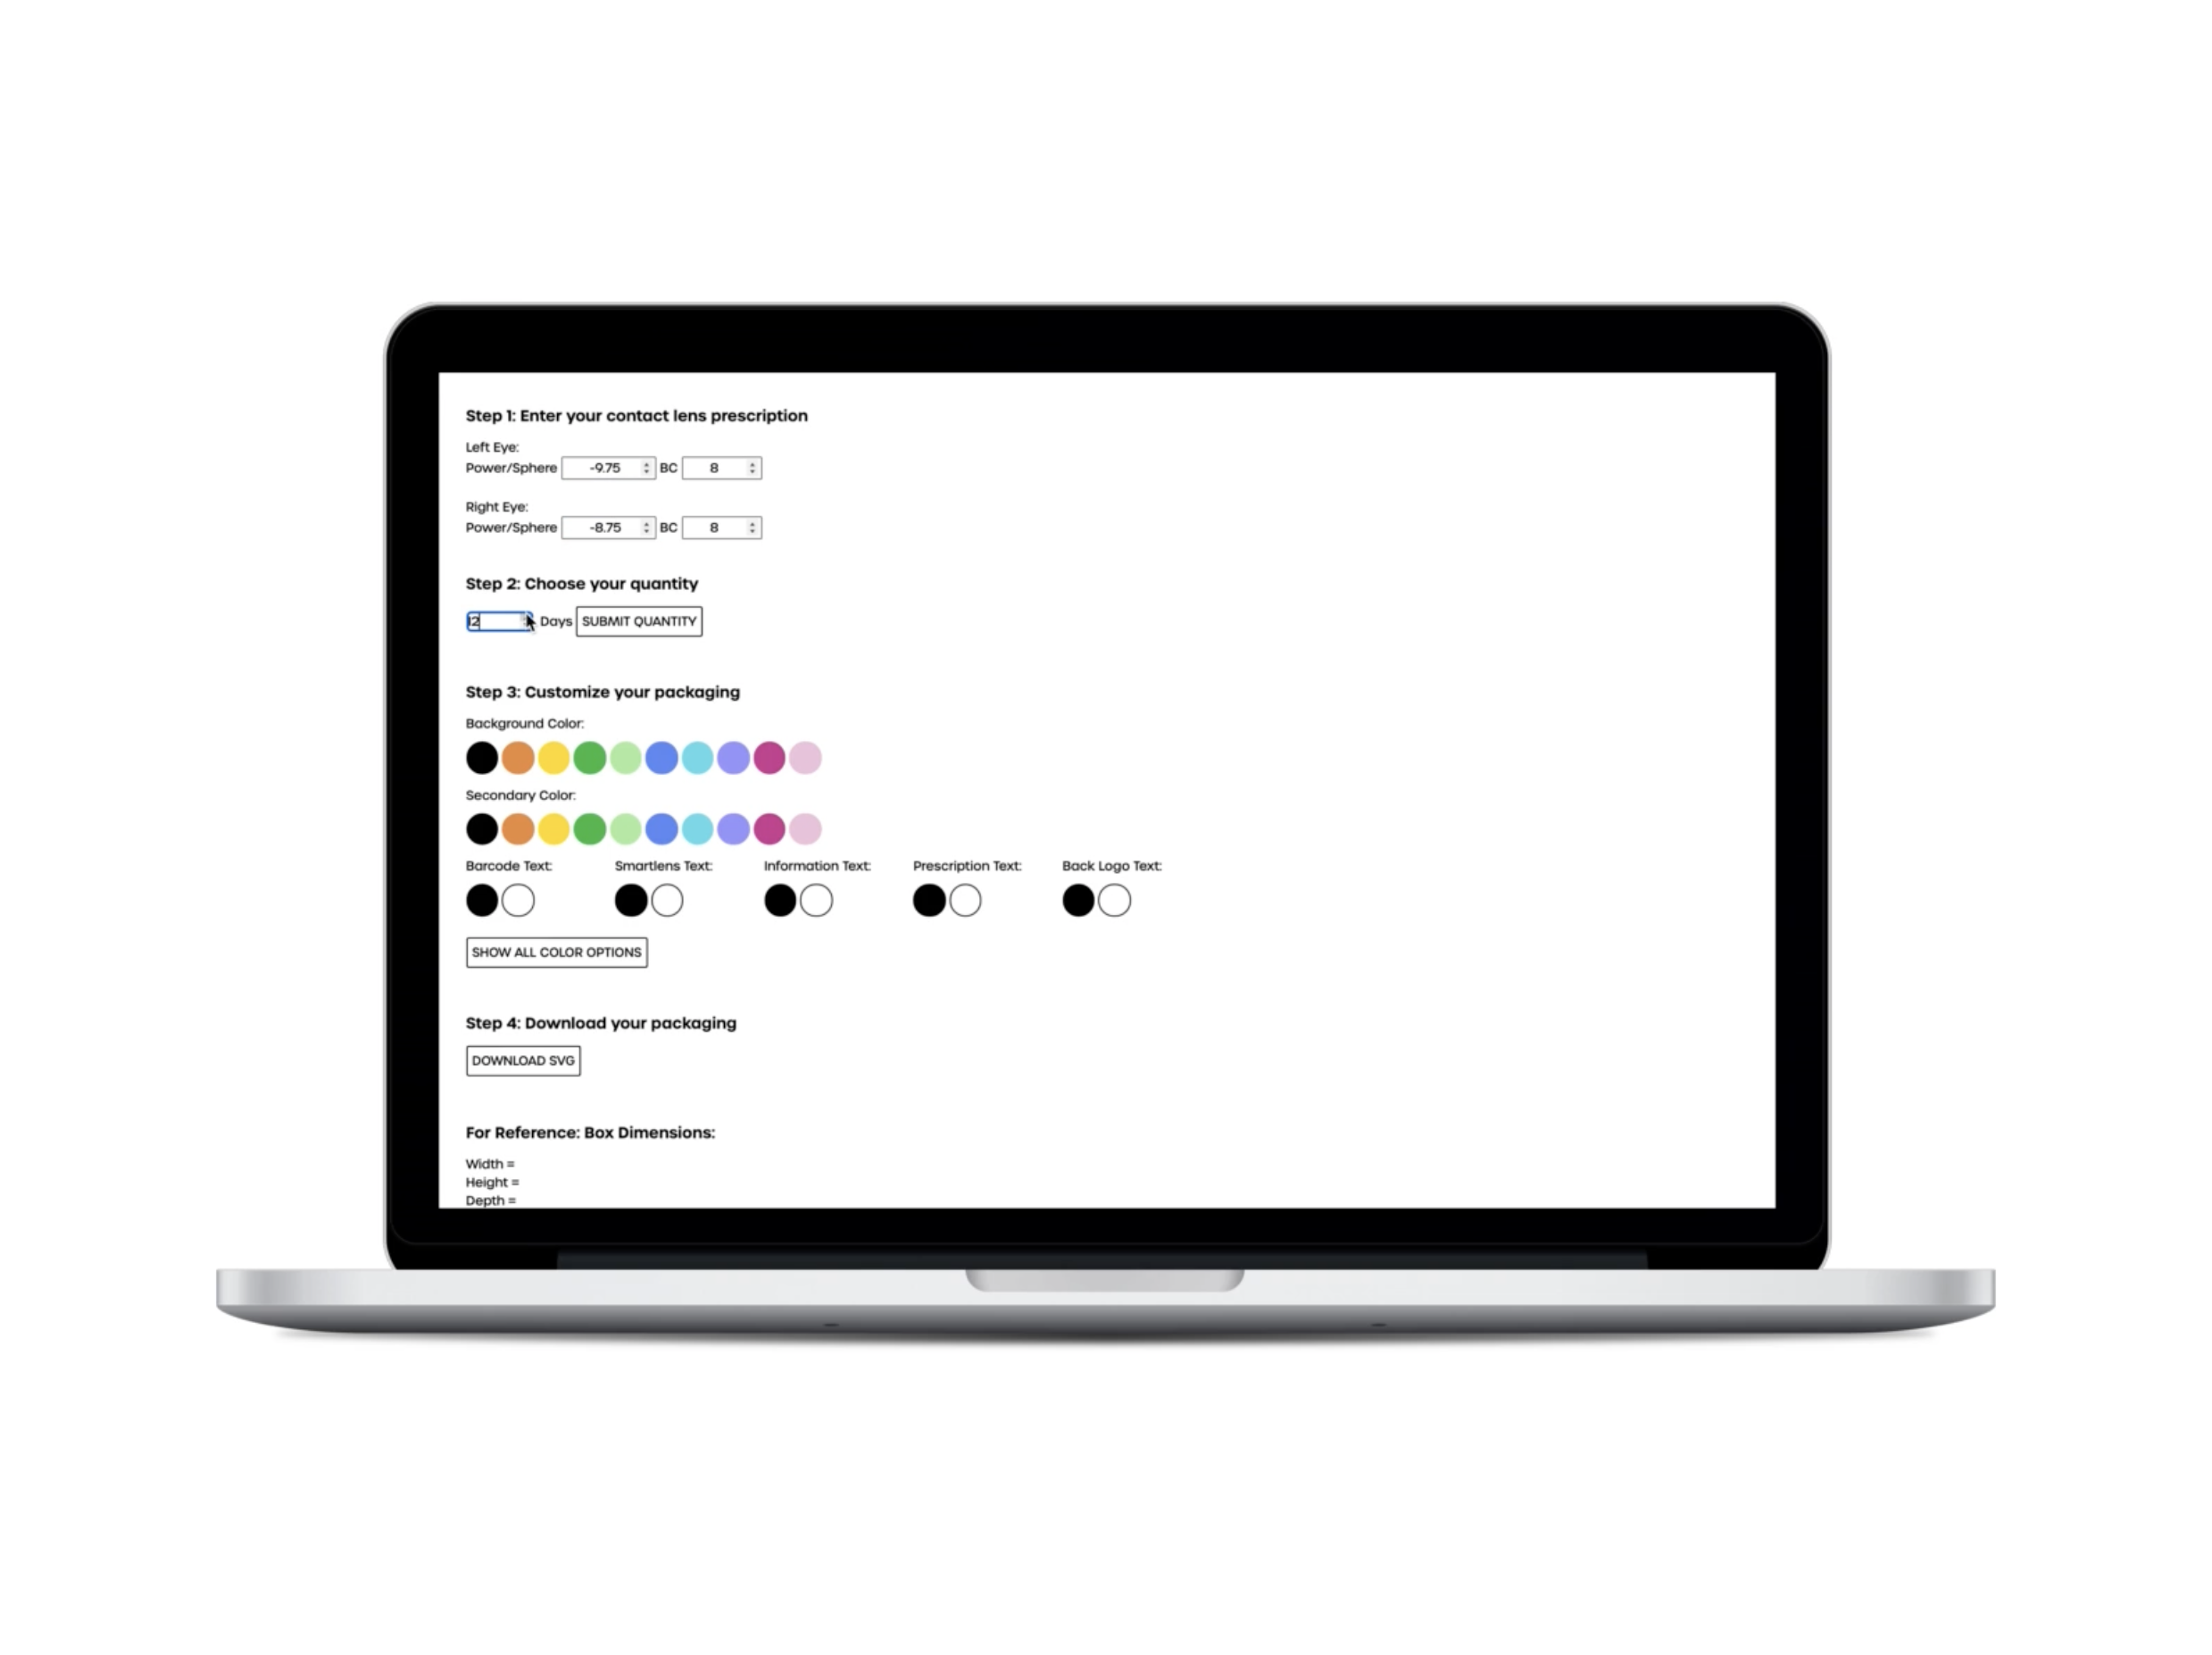 Step 1: Enter your contact lens prescription
Left Eye:
Power/Sphere -9.75 BC 8
Right Eye:
Power/Sphere -8.75 BC 8
Step 2: Choose your quantity
12 Days SUBMIT QUANTITY
Step 3: Customize your packaging
Background Color:
Secondary Color:
Barcode Text: Smartlens Text: Information Text: Prescription Text: Back Logo Text:
SHOW ALL COLOR OPTIONS
Step 4: Download your packaging
DOWNLOAD SVG
For Reference: Box Dimensions:
Width =
Height =
Depth =